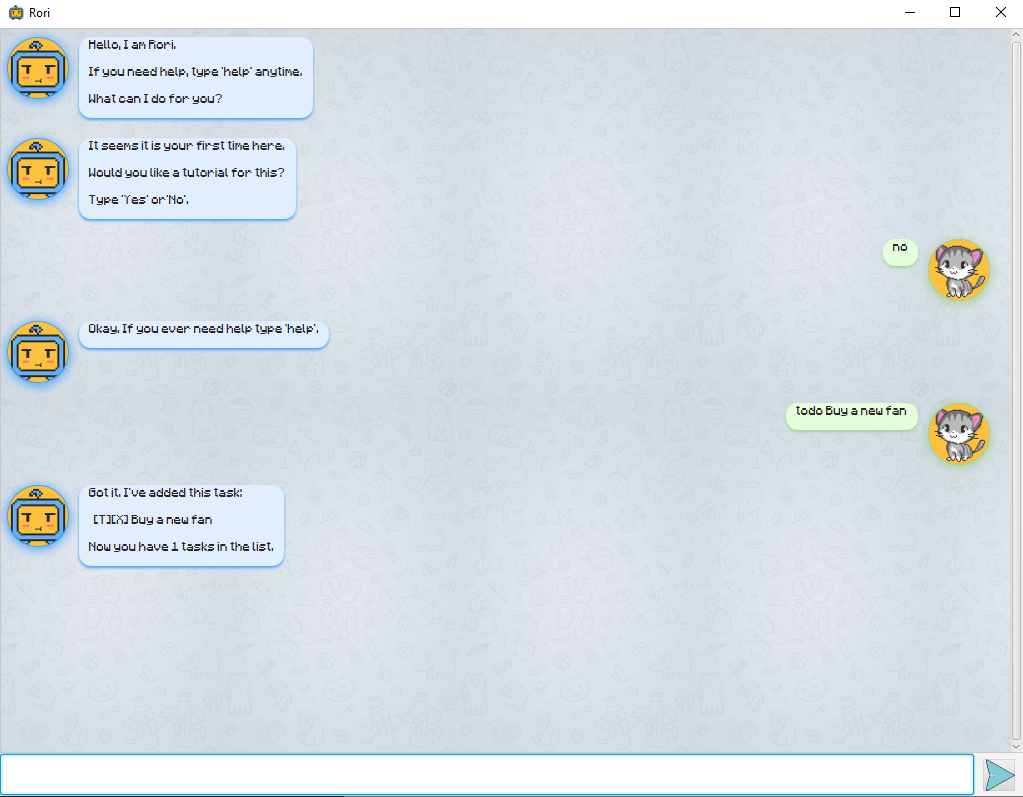 Rori
Hello, I am Rori.
If you need help, type 'help' anytime.
What can I do for you?
It seems it is your first time here.
Would you like a tutorial for this?
Type 'Yes' or 'No'.
no
Okay. If you ever need help type 'help'.
todo Buy a new fan
Got it. I've added this task:
[T][X] Buy a new fan
Now you have 1 tasks in the list.